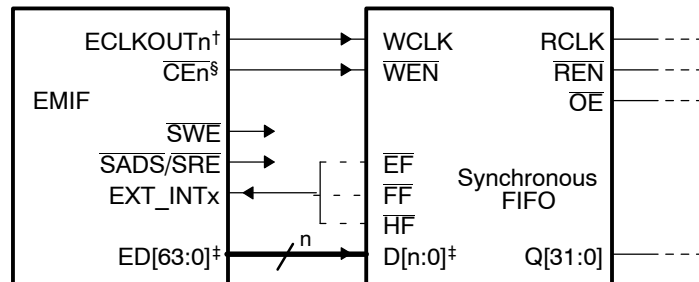 ECLKOUTn† WCLK RCLK
CEn§ WEN REN
EMIF OE
SWE
SADS/SRE EF
EXT_INTx FF Synchronous
FIFO
HF
n
ED[63:0]‡ D[n:0]‡ Q[31:0]